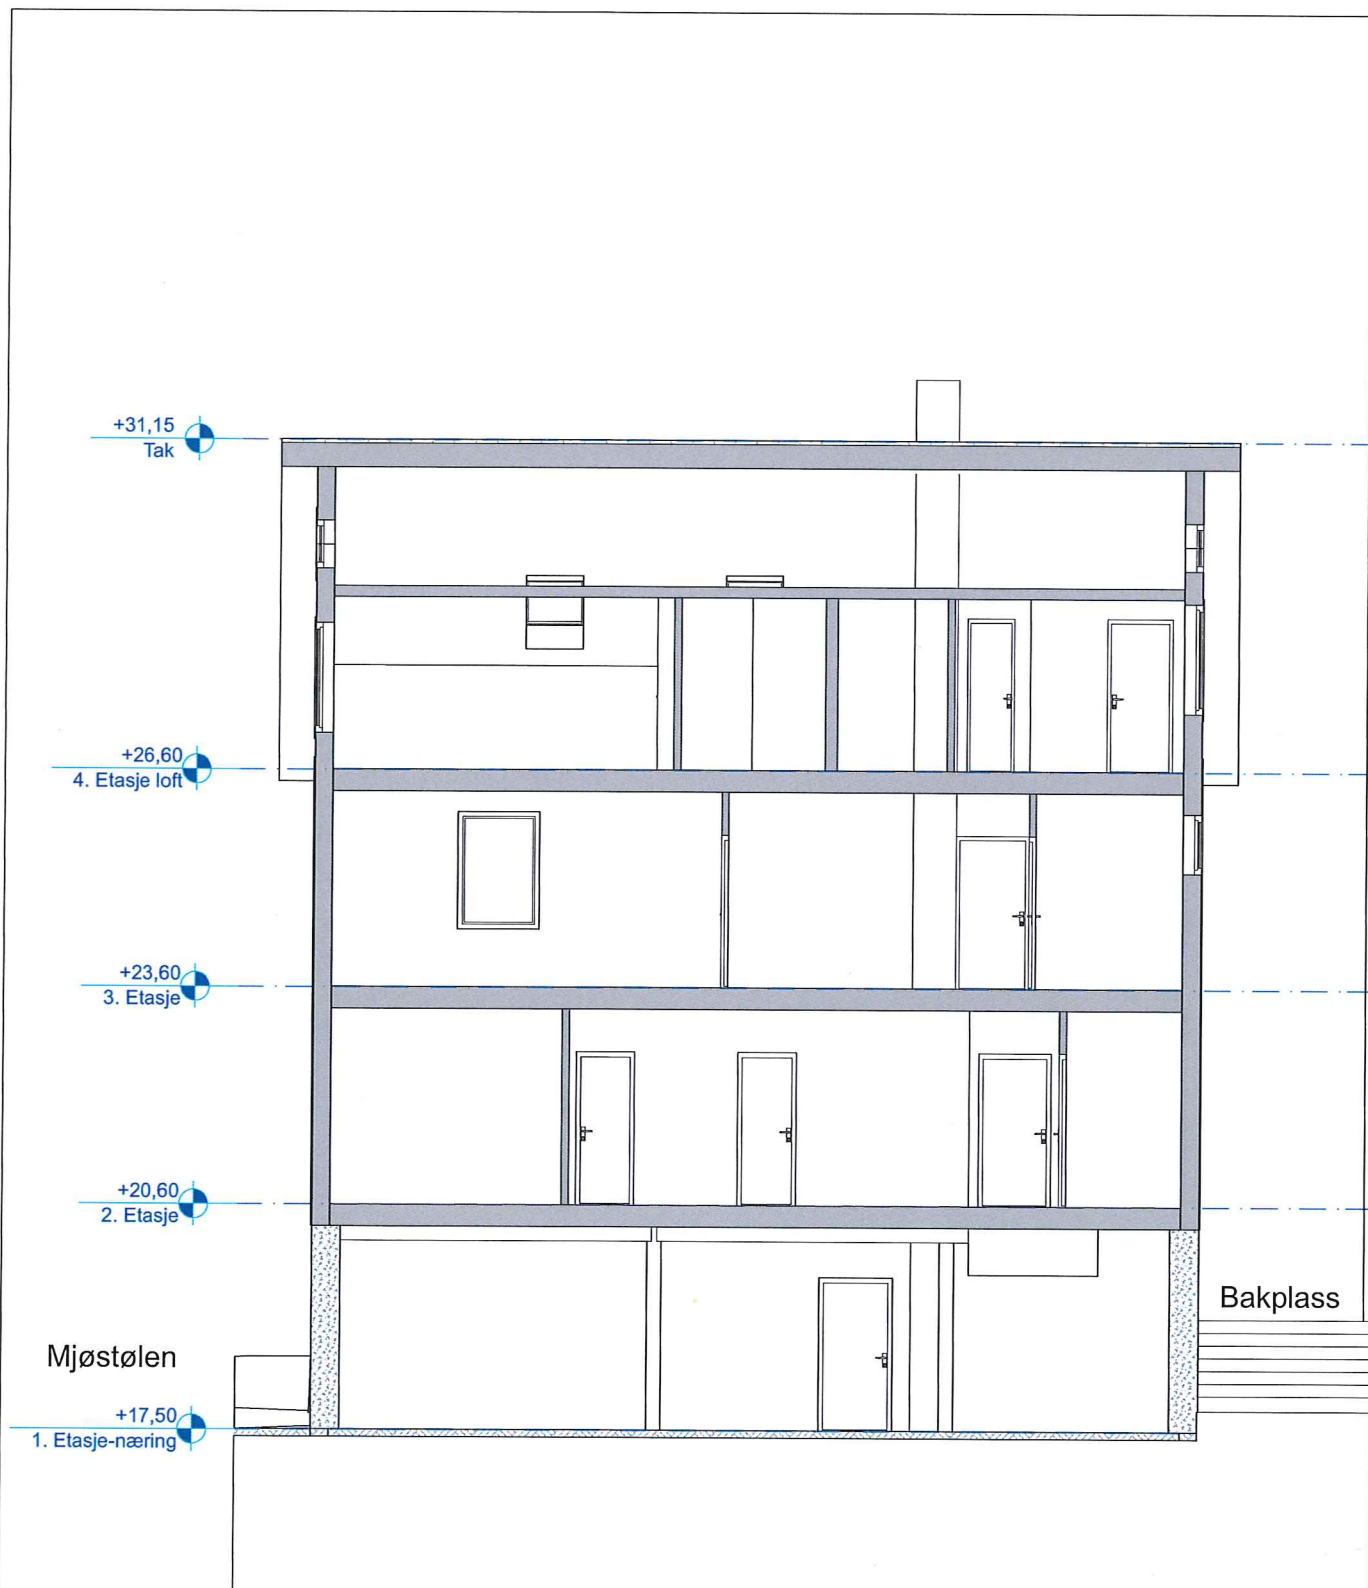 +31,15
Tak
+26,60
4. Etasje loft
+23,60
3. Etasje
+20,60
2. Etasje
Bakplass
Mjøstølen
+17,50
1. Etasje-næring